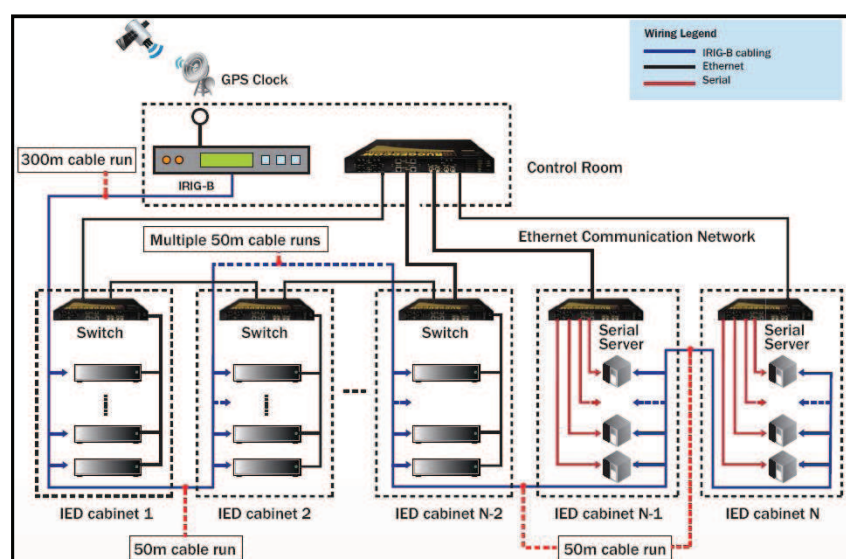 Wiring Legend
IRIG-B cabling
Ethernet
Serial
GPS Clock
300m cable run
IRIG-B
RUGGEDCOM
Control Room
Multiple 50m cable runs
Ethernet Communication Network
Switch
Switch
Switch
Serial
Server
Serial
Server
IED cabinet 1
IED cabinet 2
IED cabinet N-2
IED cabinet N-1
IED cabinet N
50m cable run
50m cable run